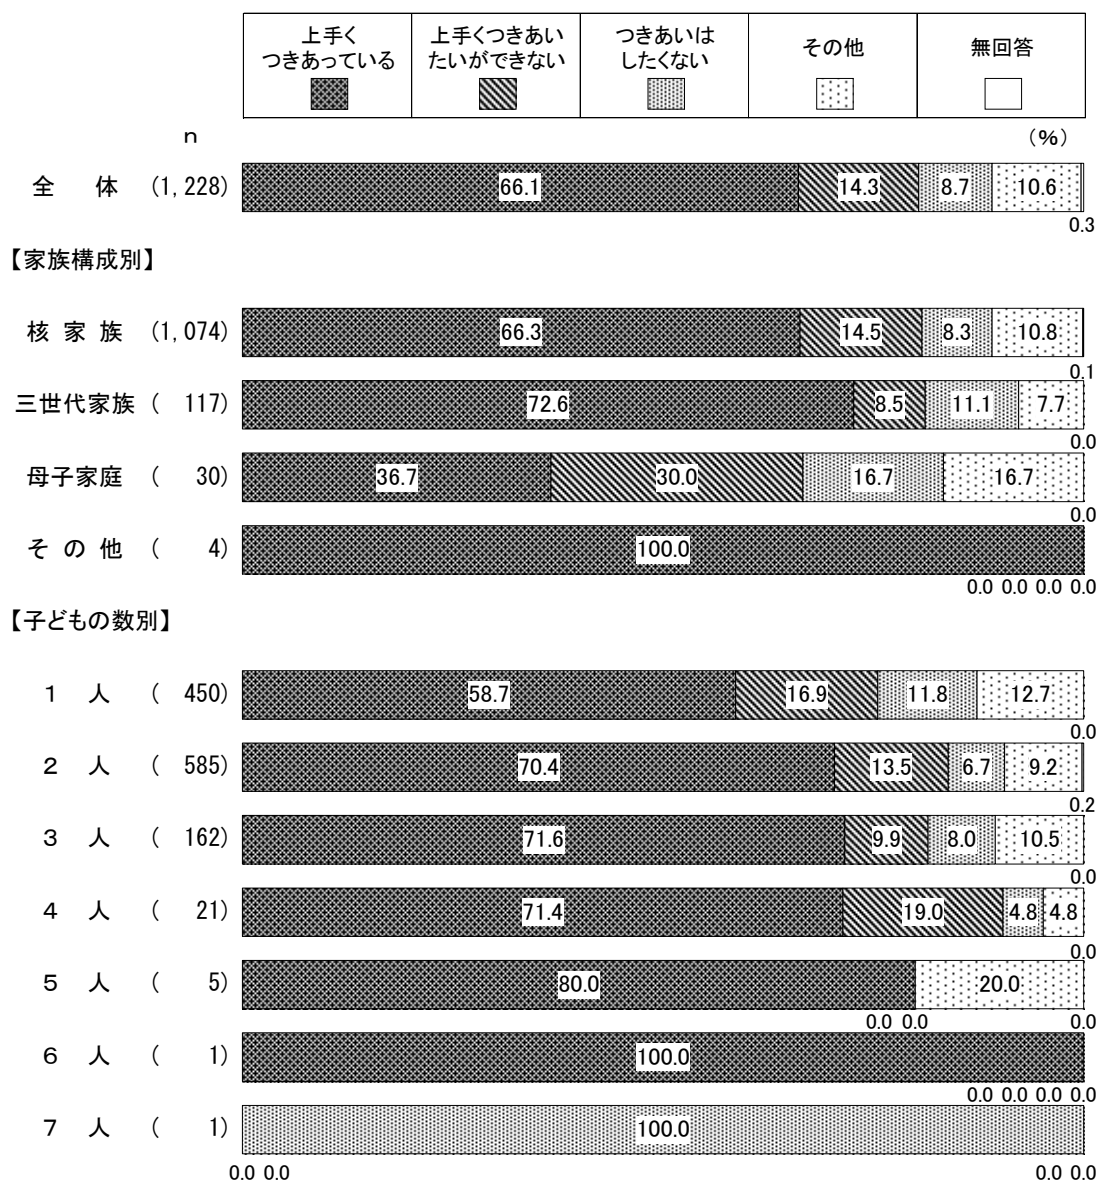 上手く
つきあっている
上手くつきあい
たいができない
つきあいは
したくない
その他
無回答
n (%)
全 体 (1,228) 66.1 14.3 8.7 10.6
0.3
【家族構成別】
核 家 族 (1,074) 66.3 14.5 8.3 10.8
0.1
三世代家族 ( 117) 72.6 8.5 11.1 7.7
0.0
母子家庭 ( 30) 36.7 30.0 16.7 16.7
0.0
そ の 他 ( 4) 100.0
0.0 0.0 0.0 0.0
【子どもの数別】
1 人 ( 450) 58.7 16.9 11.8 12.7
0.0
2 人 ( 585) 70.4 13.5 6.7 9.2
0.2
3 人 ( 162) 71.6 9.9 8.0 10.5
0.0
4 人 ( 21) 71.4 19.0 4.8 4.8
0.0
5 人 ( 5) 80.0 20.0
0.0 0.0 0.0
6 人 ( 1) 100.0
0.0 0.0 0.0 0.0
7 人 ( 1) 100.0
0.0 0.0 0.0 0.0